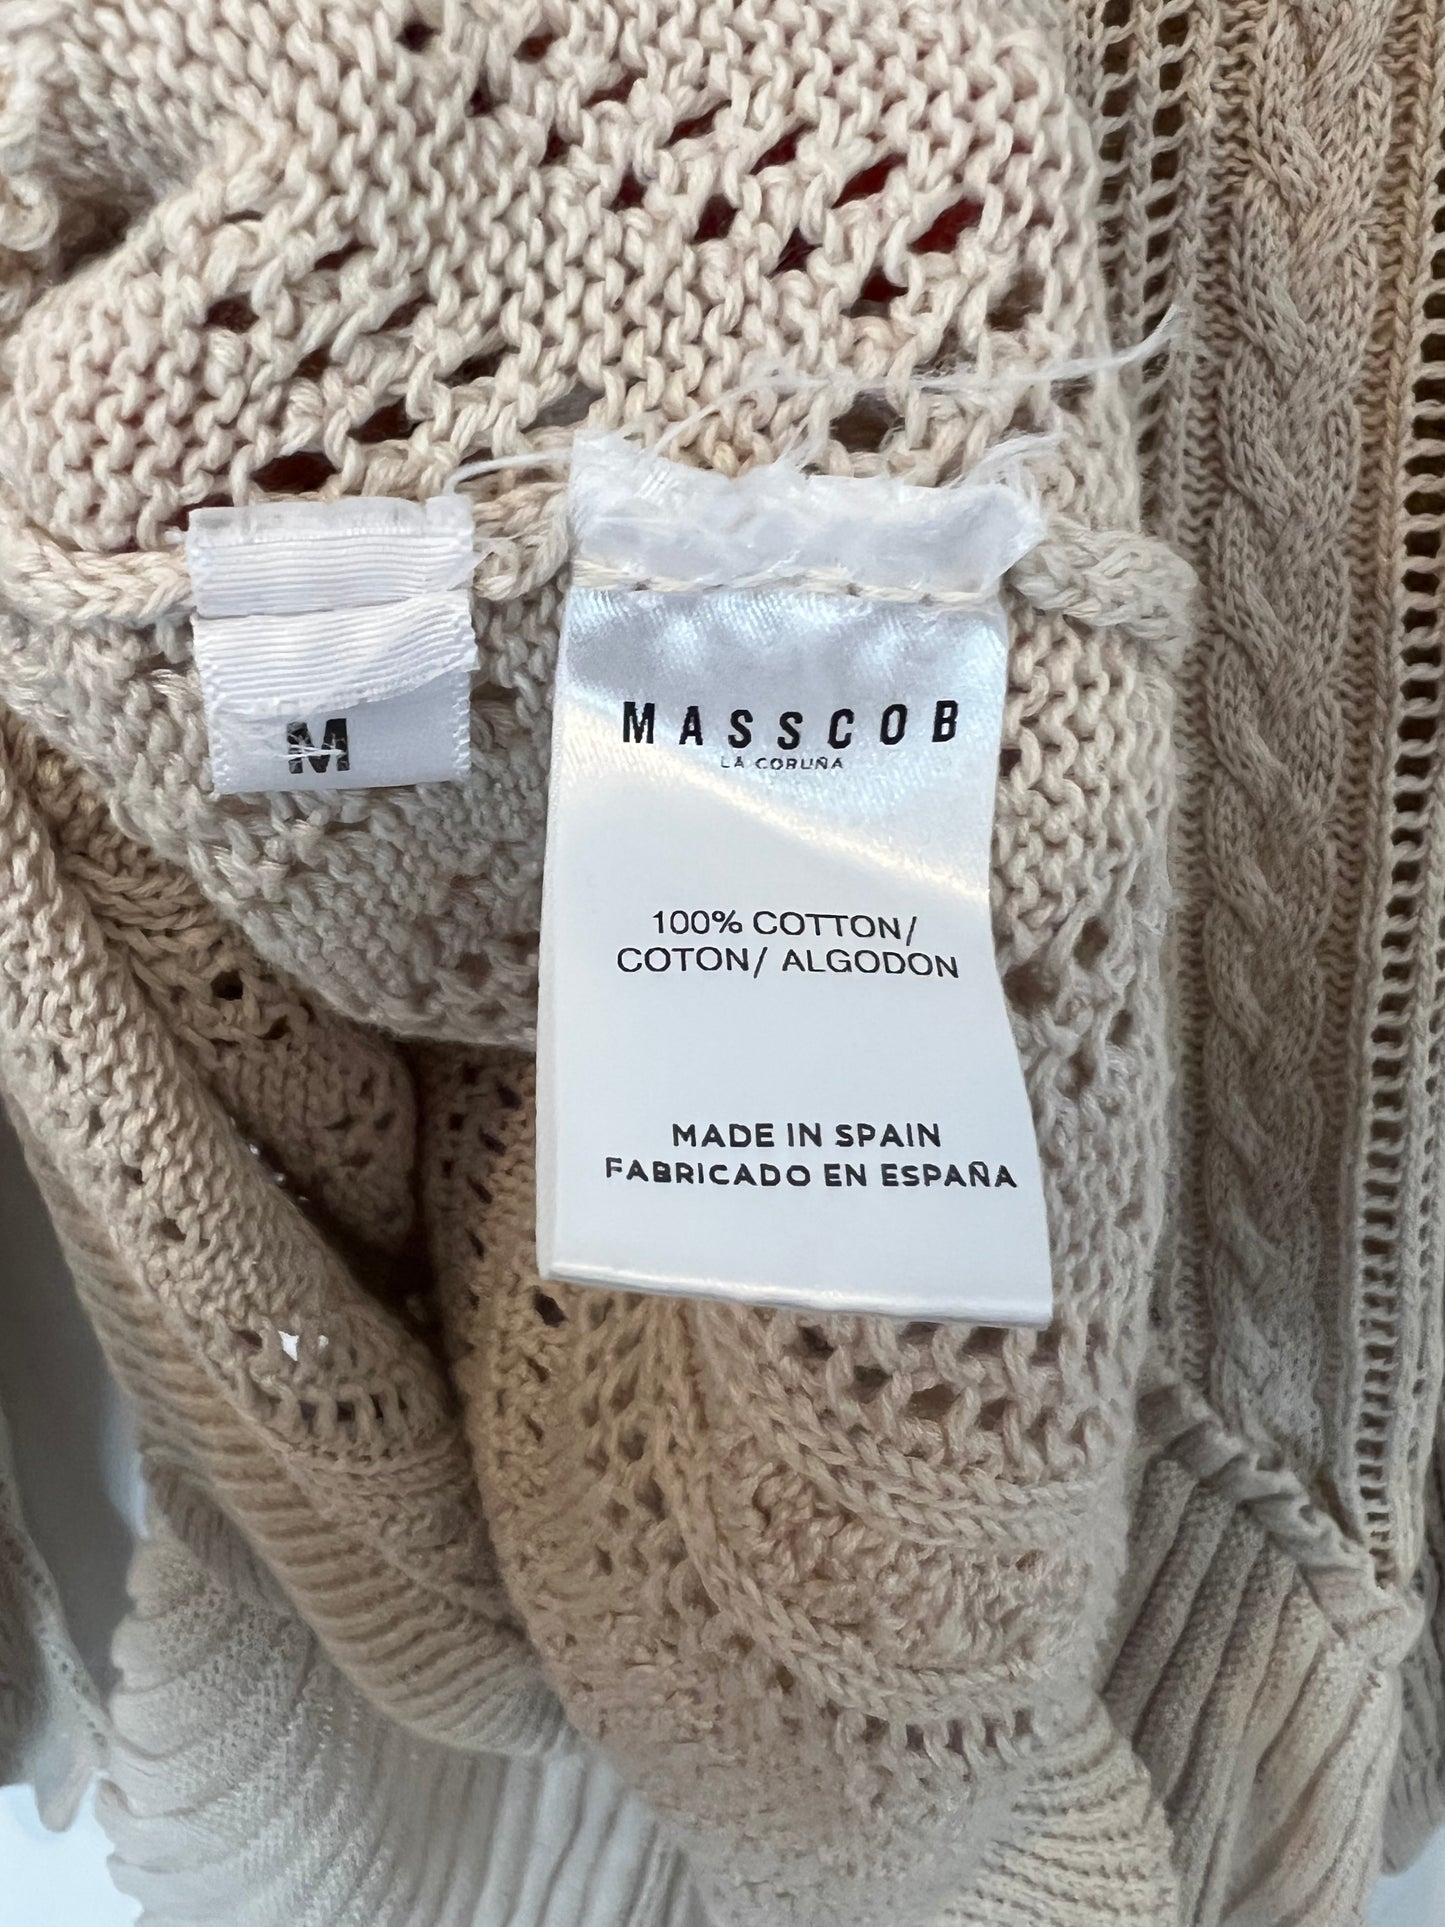 M
MASSCOB
LA CORUÑA
100% COTTON/
COTON/ ALGODON
MADE IN SPAIN
FABRICADO EN ESPAÑA